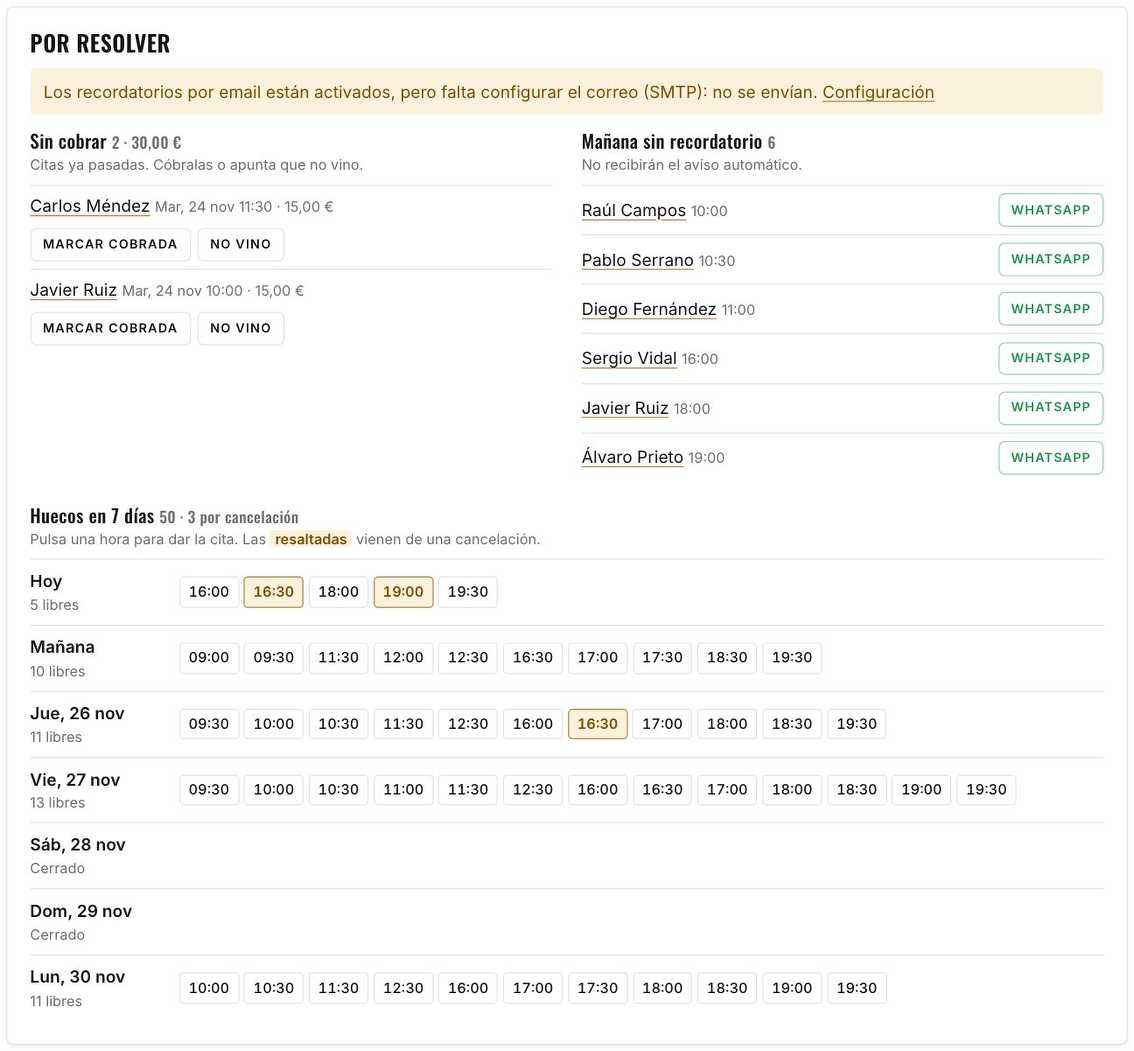 POR RESOLVER
Los recordatorios por email están activados, pero falta configurar el correo (SMTP): no se envían. Configuración
Sin cobrar 2 · 30,00 €
Citas ya pasadas. Cóbralas o apunta que no vino.
Carlos Méndez Mar, 24 nov 11:30 · 15,00 €
MARCAR COBRADA NO VINO
Javier Ruiz Mar, 24 nov 10:00 · 15,00 €
MARCAR COBRADA NO VINO
Mañana sin recordatorio 6
No recibirán el aviso automático.
Raúl Campos 10:00 WHATSAPP
Pablo Serrano 10:30 WHATSAPP
Diego Fernández 11:00 WHATSAPP
Sergio Vidal 16:00 WHATSAPP
Javier Ruiz 18:00 WHATSAPP
Álvaro Prieto 19:00 WHATSAPP
Huecos en 7 días 50 · 3 por cancelación
Pulsa una hora para dar la cita. Las resaltadas vienen de una cancelación.
Hoy
5 libres
16:00 16:30 18:00 19:00 19:30
Mañana
10 libres
09:00 09:30 11:30 12:00 12:30 16:30 17:00 17:30 18:30 19:30
Jue, 26 nov
11 libres
09:30 10:00 10:30 11:30 12:30 16:00 16:30 17:00 18:00 18:30 19:30
Vie, 27 nov
13 libres
09:30 10:00 10:30 11:00 11:30 12:30 16:00 16:30 17:00 18:00 18:30 19:00 19:30
Sáb, 28 nov
Cerrado
Dom, 29 nov
Cerrado
Lun, 30 nov
11 libres
10:00 10:30 11:30 12:30 16:00 17:00 17:30 18:00 18:30 19:00 19:30